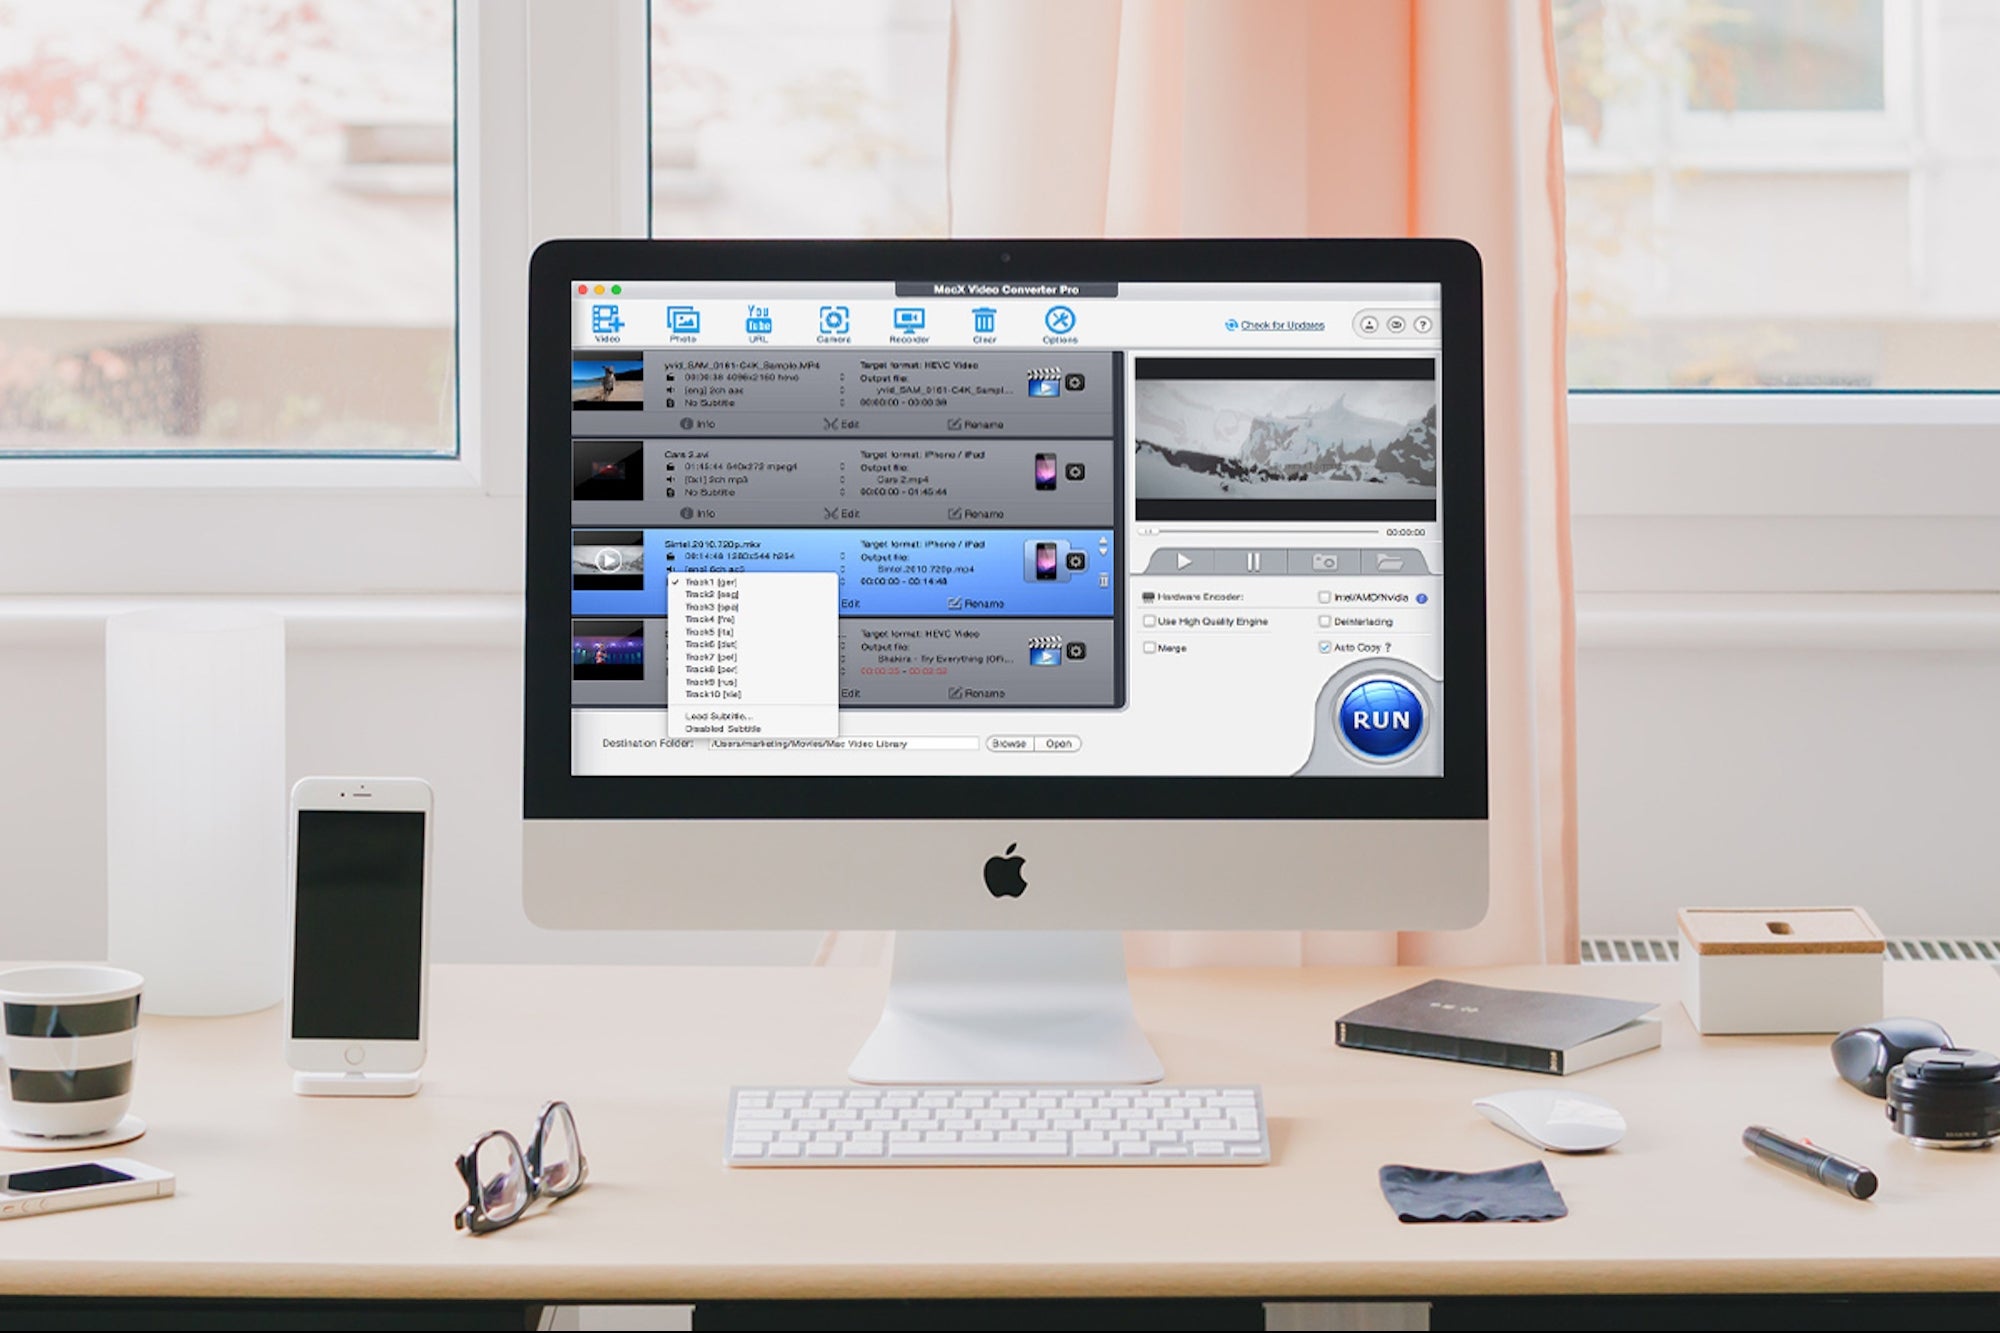 MacX Video Converter Pro
Video
Photo
You
Tube
URL
Camera
Recorder
Clear
Options
Check for Updates
?
yvid_SAM_0161-C4K_Sample.MP4
00:00:38 4096x2160 hevc
[eng] 2ch aac
No Subtitle
Info
Edit
Target format: HEVC Video
Output file:
yvid_SAM_0161-C4K_Sampl...
00:00:00 - 00:00:38
Rename
Cars 2.avi
01:45:44 640x272 mpeg4
[0x1] 2ch mp3
No Subtitle
Info
Edit
Target format: iPhone / iPad
Output file:
Cars 2.mp4
00:00:00 - 01:45:44
Rename
Sintel.2010.720p.mkv
00:14:48 1280x544 h264
[eng] 6ch ac3
Edit
Target format: iPhone / iPad
Output file:
Sintel.2010.720p.mp4
00:00:00 - 00:14:48
Rename
Track1 [ger]
Track2 [eng]
Track3 [spa]
Track4 [fre]
Track5 [ita]
Track6 [dut]
Track7 [pol]
Track8 [por]
Track9 [rus]
Track10 [vie]
Load Subtitle...
Disabled Subtitle
Edit
Target format: HEVC Video
Output file:
Shakira - Try Everything (Offi...
00:00:25 - 00:02:52
Rename
Destination Folder:
/Users/marketing/Movies/Mac Video Library
Browse
Open
00:00:00
Hardware Encoder:
Intel/AMD/Nvidia
Use High Quality Engine
Deinterlacing
Merge
Auto Copy ?
RUN